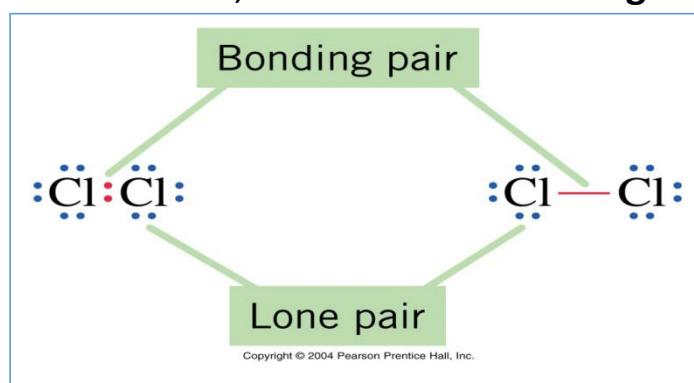 Bonding pair
:Cl:Cl: :Cl — Cl:
Lone pair
Copyright © 2004 Pearson Prentice Hall, Inc.